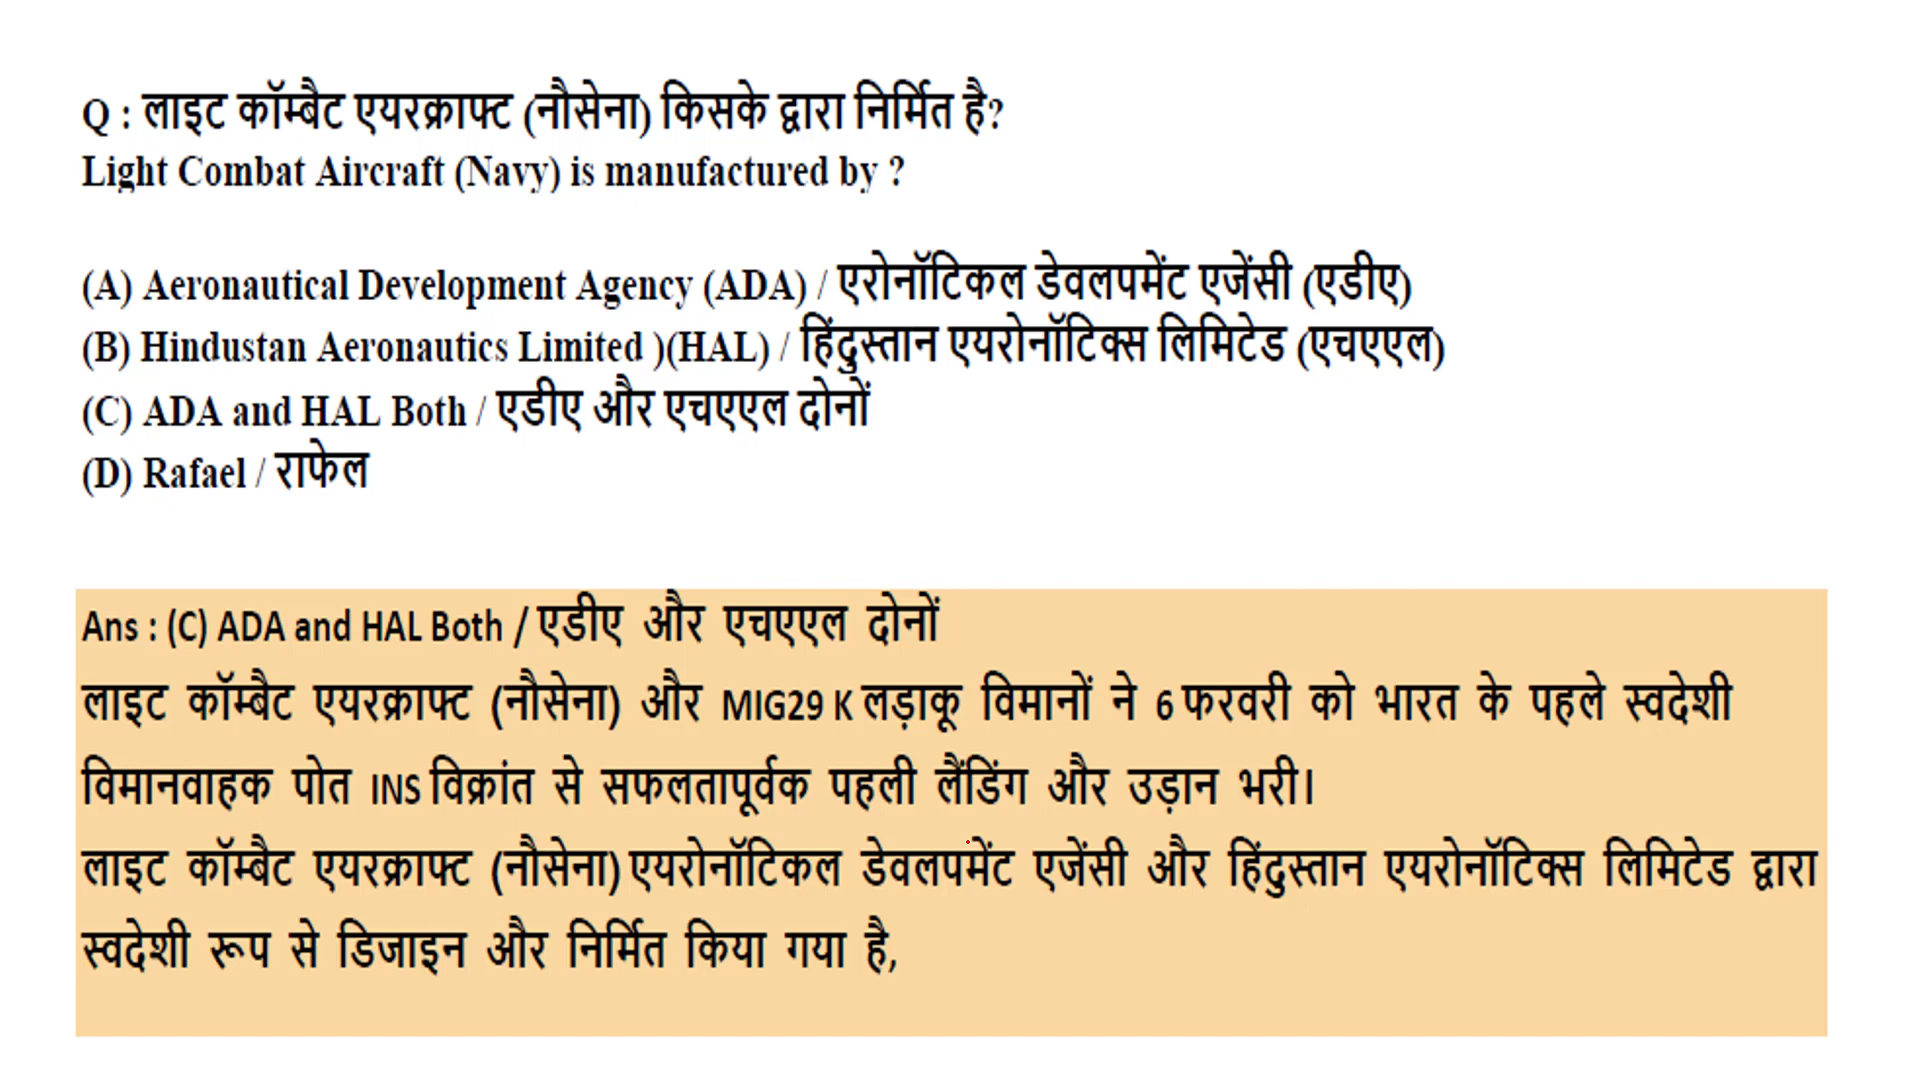 Q : लाइट कॉम्बैट एयरक्राफ्ट (नौसेना) किसके द्वारा निर्मित है?
Light Combat Aircraft (Navy) is manufactured by ?
(A) Aeronautical Development Agency (ADA) / एरोनॉटिकल डेवलपमेंट एजेंसी (एडीए)
(B) Hindustan Aeronautics Limited )(HAL) / हिंदुस्तान एयरोनॉटिक्स लिमिटेड (एचएएल)
(C) ADA and HAL Both / एडीए और एचएएल दोनों
(D) Rafael / राफेल
Ans : (C) ADA and HAL Both / एडीए और एचएएल दोनों
लाइट कॉम्बैट एयरक्राफ्ट (नौसेना) और MIG29 K लड़ाकू विमानों ने 6 फरवरी को भारत के पहले स्वदेशी
विमानवाहक पोत INS विक्रांत से सफलतापूर्वक पहली लैंडिंग और उड़ान भरी।
लाइट कॉम्बैट एयरक्राफ्ट (नौसेना) एयरोनॉटिकल डेवलपमेंट एजेंसी और हिंदुस्तान एयरोनॉटिक्स लिमिटेड द्वारा
स्वदेशी रूप से डिजाइन और निर्मित किया गया है,